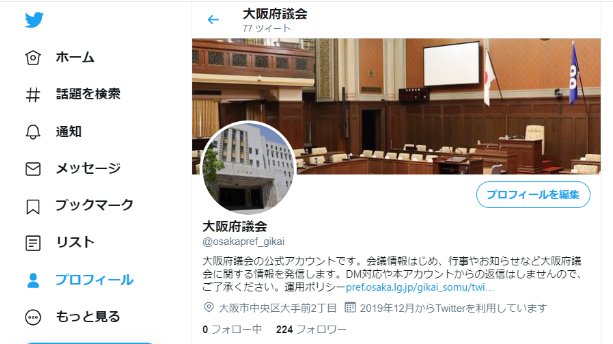 大阪府議会
77 ツイート
ホーム
話題を検索
通知
メッセージ
ブックマーク
リスト
プロフィール
もっと見る
プロフィールを編集
大阪府議会
@osakapref_gikai
大阪府議会の公式アカウントです。会議情報はじめ、行事やお知らせなど大阪府議
会に関する情報を発信します。DM対応や本アカウントからの返信はしませんので、
ご了承ください。運用ポリシーpref.osaka.lg.jp/gikai_somu/twi...
大阪市中央区大手前2丁目 2019年12月からTwitterを利用しています
0 フォロー中 224 フォロワー